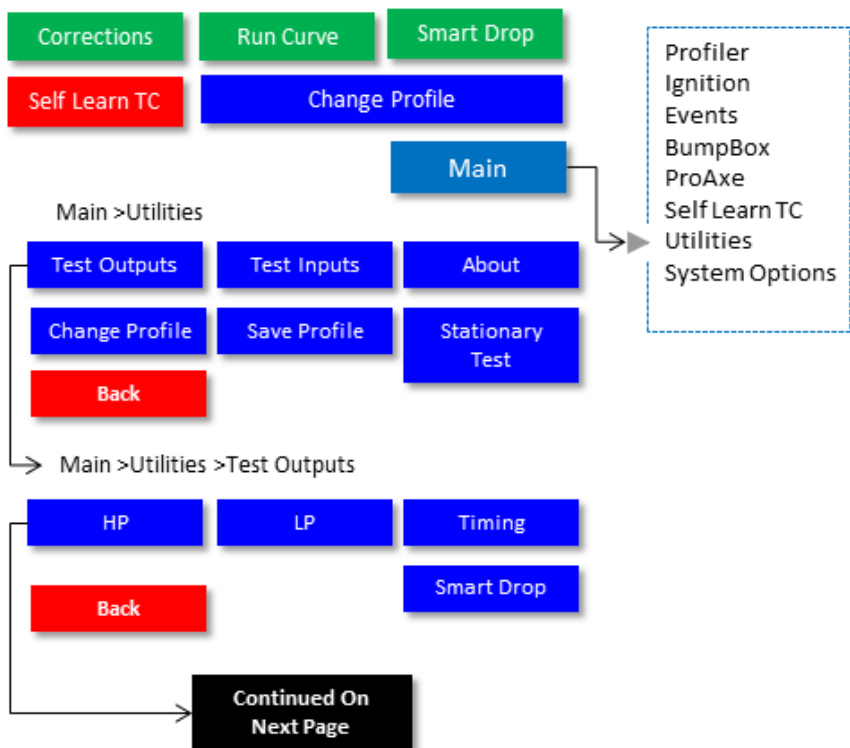 Corrections
Run Curve
Smart Drop
Self Learn TC
Change Profile
Main
Profiler
Ignition
Events
BumpBox
ProAxe
Self Learn TC
Utilities
System Options
Main >Utilities
Test Outputs
Test Inputs
About
Change Profile
Save Profile
Stationary
Test
Back
Main >Utilities >Test Outputs
HP
LP
Timing
Smart Drop
Back
Continued On
Next Page